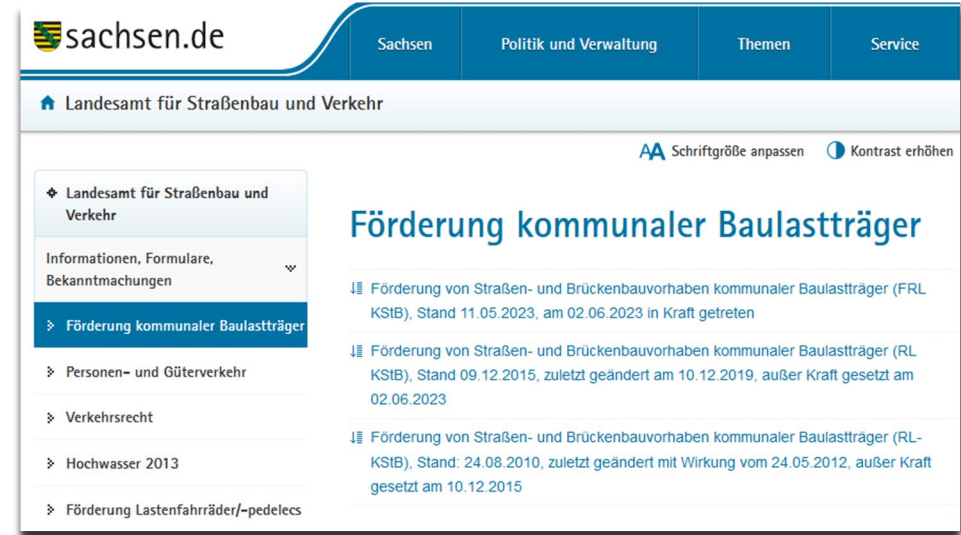 sachsen.de
Sachsen
Politik und Verwaltung
Themen
Service
Landesamt für Straßenbau und Verkehr
AA Schriftgröße anpassen
Kontrast erhöhen
Landesamt für Straßenbau und
Verkehr
Informationen, Formulare,
Bekanntmachungen
Förderung kommunaler Baulastträger
Personen- und Güterverkehr
Verkehrsrecht
Hochwasser 2013
Förderung Lastenfahrräder/-pedelecs
Förderung kommunaler Baulastträger
Förderung von Straßen- und Brückenbauvorhaben kommunaler Baulastträger (FRL
KStB), Stand 11.05.2023, am 02.06.2023 in Kraft getreten
Förderung von Straßen- und Brückenbauvorhaben kommunaler Baulastträger (RL
KStB), Stand 09.12.2015, zuletzt geändert am 10.12.2019, außer Kraft gesetzt am
02.06.2023
Förderung von Straßen- und Brückenbauvorhaben kommunaler Baulastträger (RL-
KStB), Stand: 24.08.2010, zuletzt geändert mit Wirkung vom 24.05.2012, außer Kraft
gesetzt am 10.12.2015